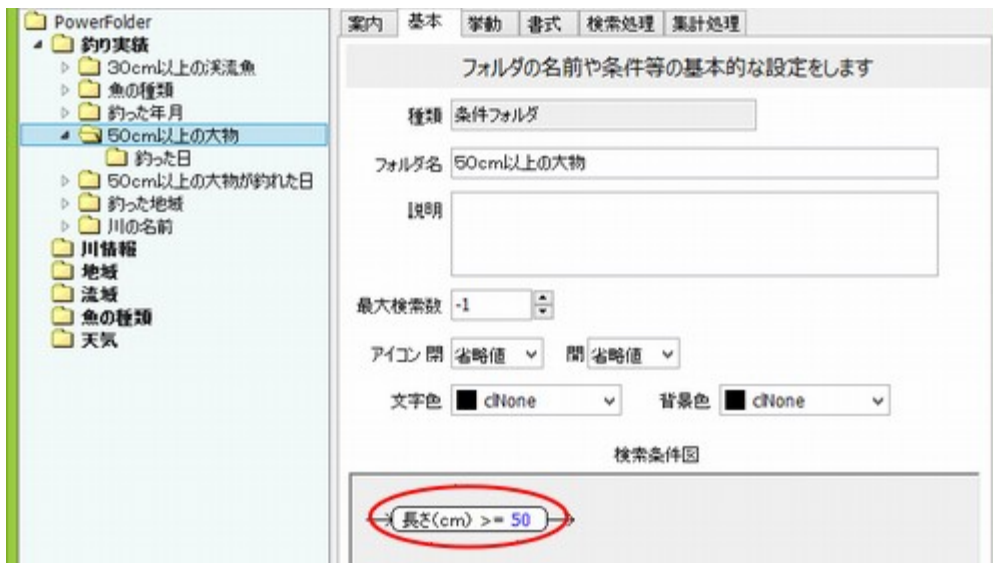 PowerFolder
釣り実績
30cm以上の渓流魚
魚の種類
釣った年月
50cm以上の大物
釣った日
50cm以上の大物が釣れた日
釣った地域
川の名前
川情報
地域
流域
魚の種類
天気
案内 基本 挙動 書式 検索処理 集計処理
フォルダの名前や条件等の基本的な設定をします
種類 条件フォルダ
フォルダ名 50cm以上の大物
説明
最大検索数 -1
アイコン 閉 省略値 開 省略値
文字色 clNone 背景色 clNone
検索条件図
長さ(cm) >= 50